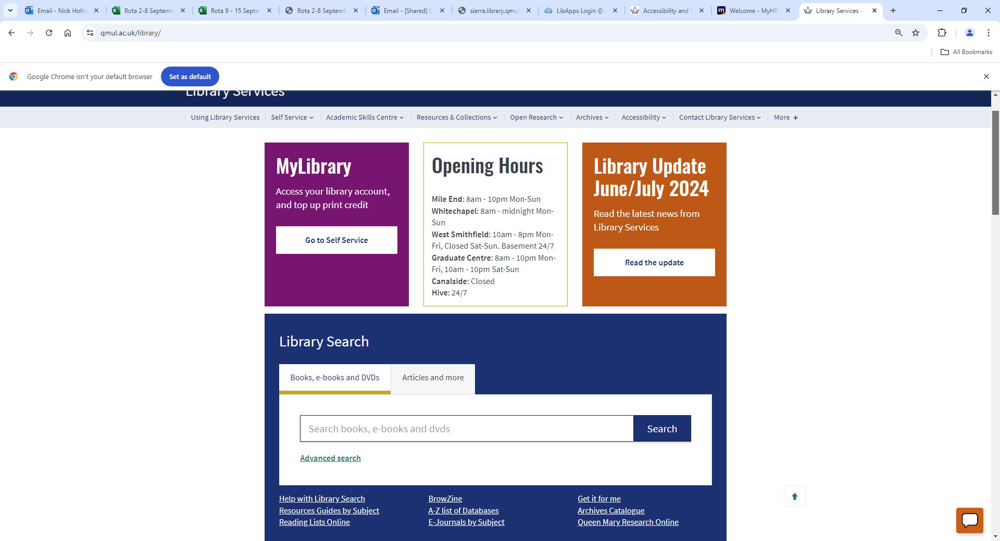 Email - Nick Hollo
Rota 2-8 Septemb
Rota 9 - 15 Septe
Rota 2-8 Septemb
Email - [Shared] Li
sierra.library.qmul
LibApps Login @
Accessibility and
Welcome - MyHR
Library Services -
qmul.ac.uk/library/
All Bookmarks
Google Chrome isn't your default browser
Set as default
Library Services
Using Library Services
Self Service
Academic Skills Centre
Resources & Collections
Open Research
Archives
Accessibility
Contact Library Services
More +
MyLibrary
Access your library account,
and top up print credit
Go to Self Service
Opening Hours
Mile End: 8am - 10pm Mon-Sun
Whitechapel: 8am - midnight Mon-
Sun
West Smithfield: 10am - 8pm Mon-
Fri, Closed Sat-Sun. Basement 24/7
Graduate Centre: 8am - 10pm Mon-
Fri, 10am - 10pm Sat-Sun
Canalside: Closed
Hive: 24/7
Library Update
June/July 2024
Read the latest news from
Library Services
Read the update
Library Search
Books, e-books and DVDs
Articles and more
Search books, e-books and dvds
Search
Advanced search
Help with Library Search
Resources Guides by Subject
Reading Lists Online
BrowZine
A-Z list of Databases
E-Journals by Subject
Get it for me
Archives Catalogue
Queen Mary Research Online